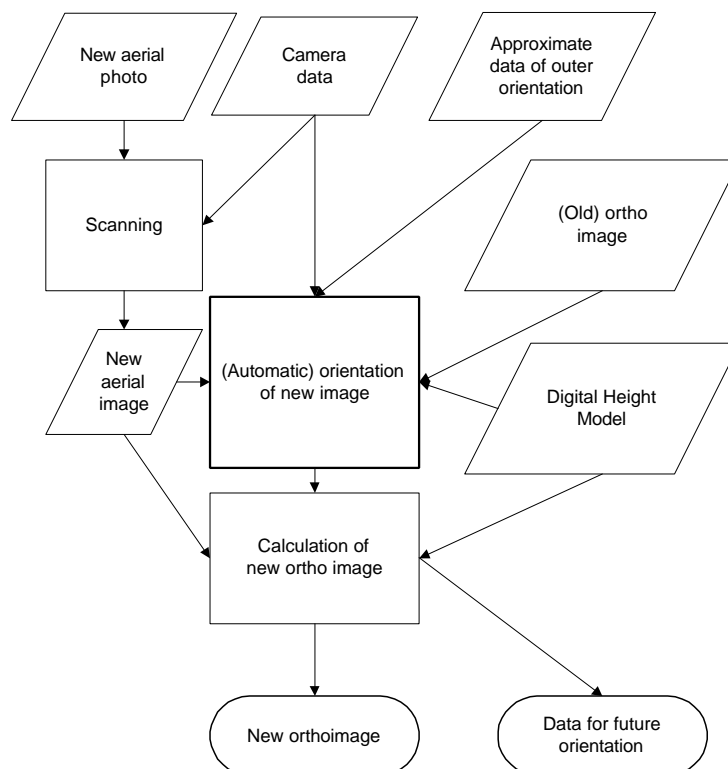 New aerial
photo
Camera
data
Approximate
data of outer
orientation
Scanning
(Old) ortho
image
New
aerial
image
(Automatic) orientation
of new image
Digital Height
Model
Calculation of
new ortho image
New orthoimage
Data for future
orientation